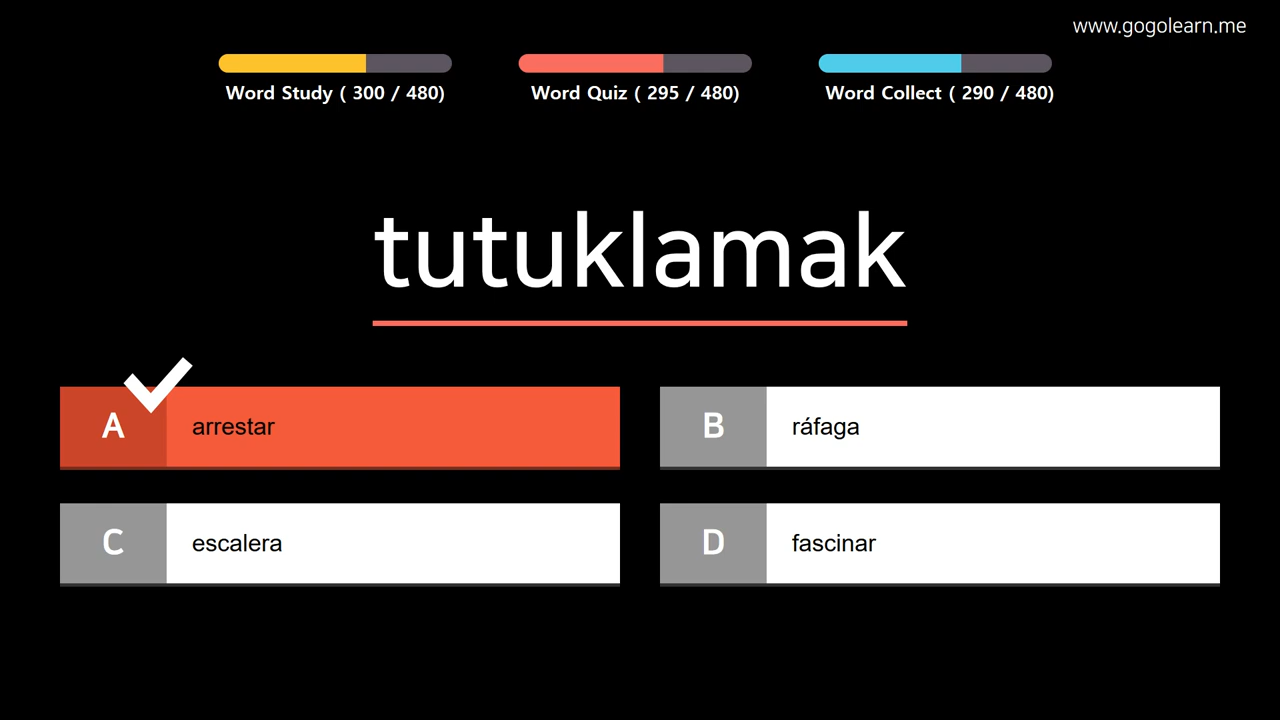 www.gogolearn.me
Word Study ( 300 / 480)
Word Quiz ( 295 / 480)
Word Collect ( 290 / 480)
tutuklamak
A arrestar
B ráfaga
C escalera
D fascinar